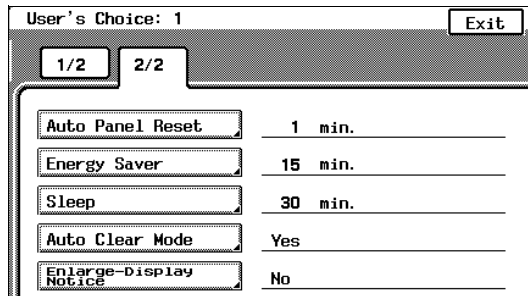 User's Choice: 1
Exit
1/2 2/2
Auto Panel Reset 1 min.
Energy Saver 15 min.
Sleep 30 min.
Auto Clear Mode Yes
Enlarge-Display
Notice No